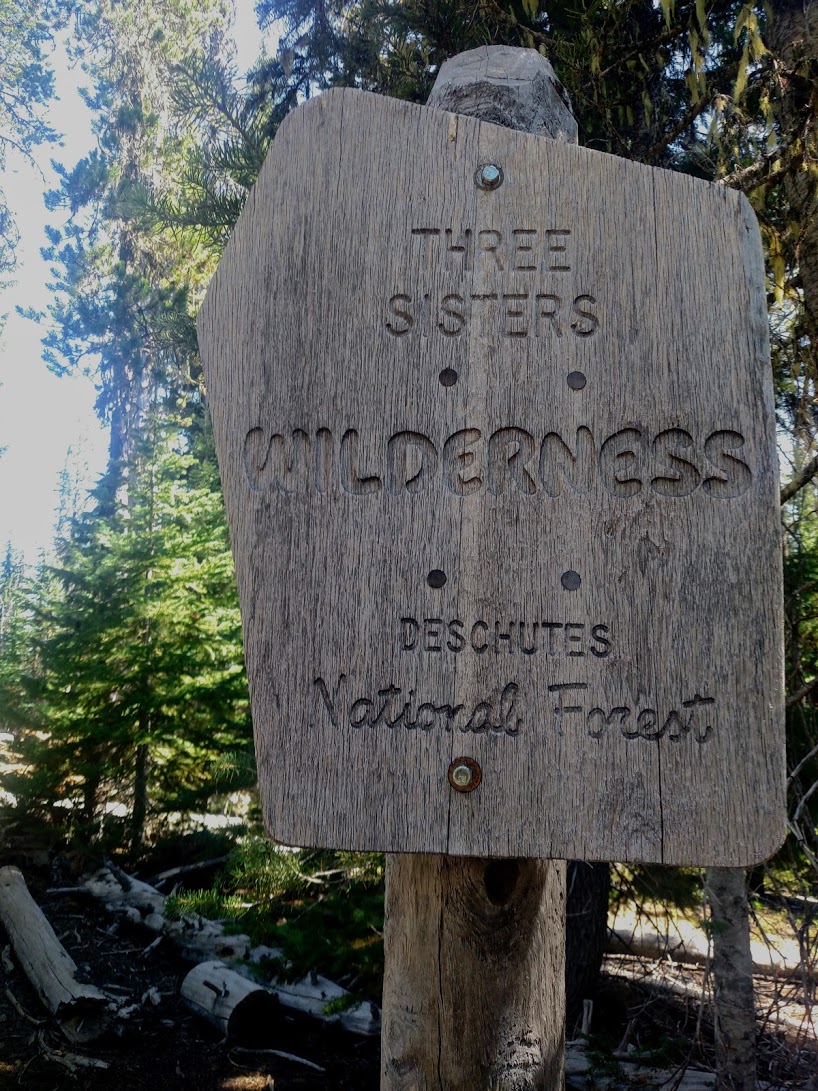 THREE
SISTERS
WILDERNESS
DESCHUTES
National Forest